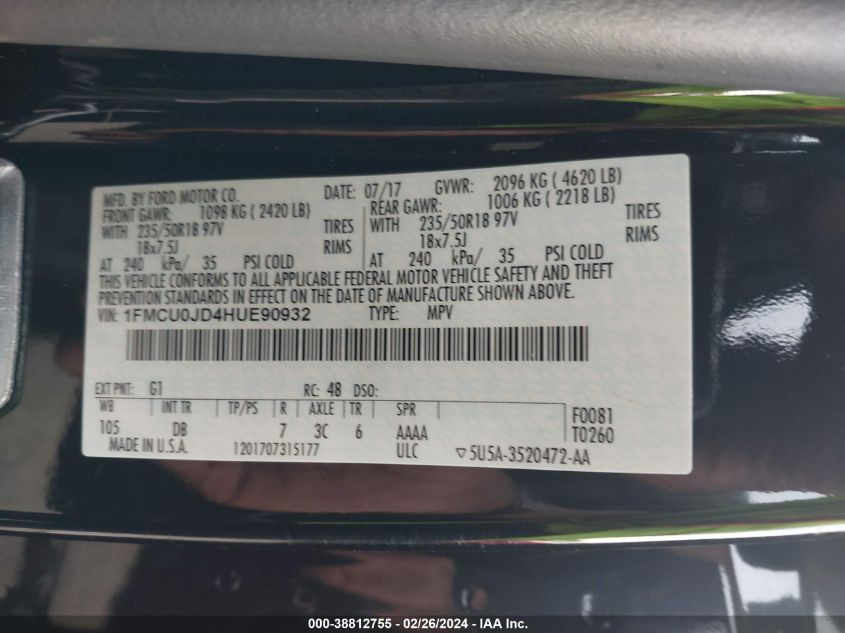 MFD. BY FORD MOTOR CO. DATE: 07/17 GVWR: 2096 KG ( 4620 LB)
FRONT GAWR: 1098 KG ( 2420 LB) REAR GAWR: 1006 KG ( 2218 LB)
WITH 235/50R18 97V TIRES WITH 235/50R18 97V TIRES
18x7.5J RIMS 18x7.5J RIMS
AT 240 kPa/ 35 PSI COLD AT 240 kPa/ 35 PSI COLD
THIS VEHICLE CONFORMS TO ALL APPLICABLE FEDERAL MOTOR VEHICLE SAFETY AND THEFT
PREVENTION STANDARDS IN EFFECT ON THE DATE OF MANUFACTURE SHOWN ABOVE.
VIN: 1FMCU0JD4HUE90932 TYPE: MPV
EXT PNT: G1 RC: 48 DSO:
WB INT TR TP/PS R AXLE TR SPR F0081
105 DB 7 3C 6 AAAA T0260
MADE IN U.S.A. 1201707315177 ULC ▽5U5A-3520472-AA
000-38812755 - 02/26/2024 - IAA Inc.